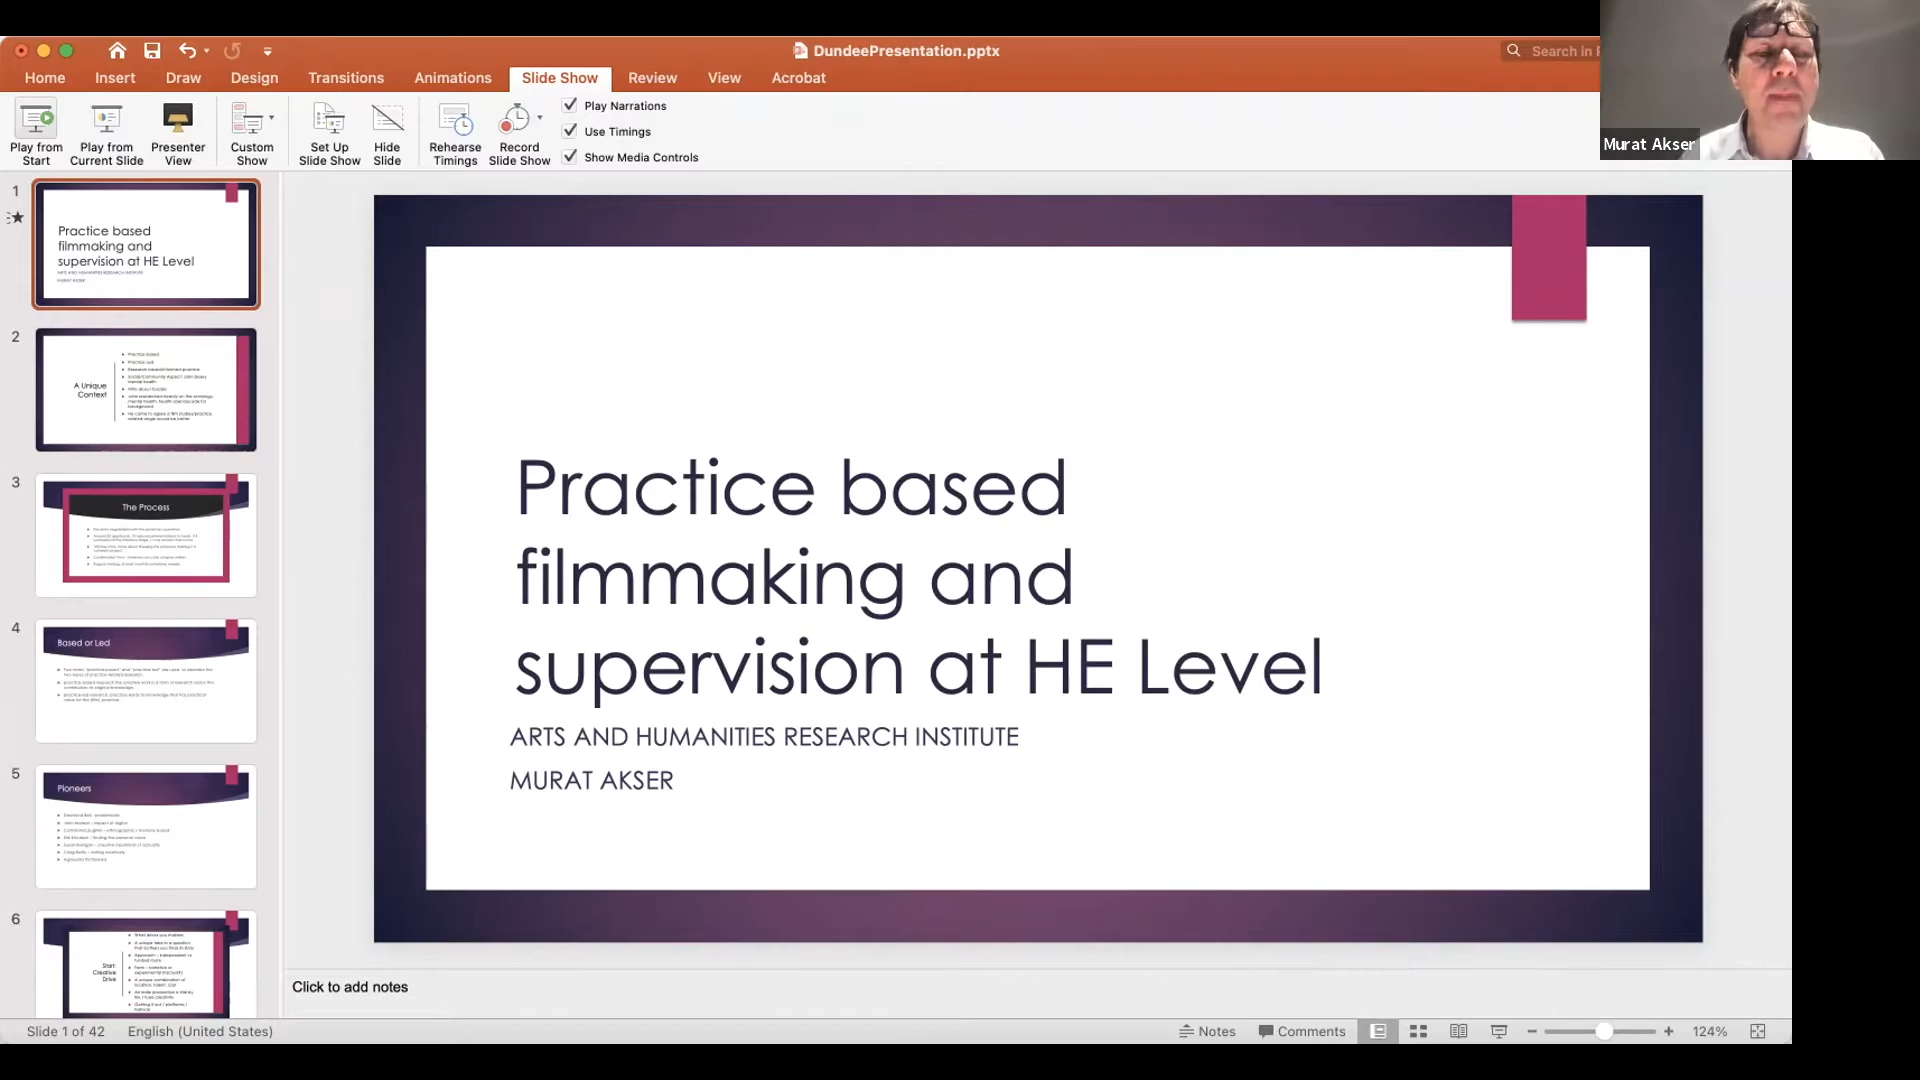 DundeePresentation.pptx
Search in
Murat Akser
Home Insert Draw Design Transitions Animations Slide Show Review View Acrobat
Play from Start
Play from Current Slide
Presenter View
Custom Show
Set Up Slide Show
Hide Slide
Rehearse Timings
Record Slide Show
Play Narrations
Use Timings
Show Media Controls
1
Practice based
filmmaking and
supervision at HE Level
ARTS AND HUMANITIES RESEARCH INSTITUTE
MURAT AKSER
2
A Unique
Context
Practice based
Practice Led
3
The Process
4
Based or Led
5
Pioneers
6
Start:
Creative
Drive
Practice based
filmmaking and
supervision at HE Level
ARTS AND HUMANITIES RESEARCH INSTITUTE
MURAT AKSER
Click to add notes
Slide 1 of 42 English (United States) Notes Comments 124%